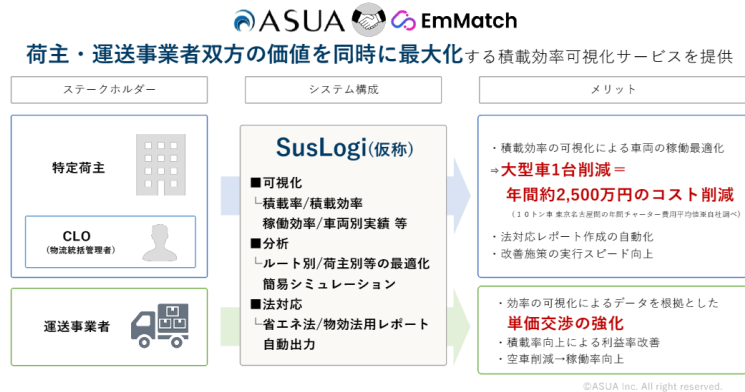 ASUA EmMatch
荷主・運送事業者双方の価値を同時に最大化する積載効率可視化サービスを提供
ステークホルダー
システム構成
メリット
特定荷主
CLO
(物流統括管理者)
運送事業者
SusLogi(仮称)
■可視化
└積載率/積載効率
稼働効率/車両別実績 等
■分析
└ルート別/荷主別等の最適化
簡易シミュレーション
■法対応
└省エネ法/物効法用レポート
自動出力
・積載効率の可視化による車両の稼働最適化
⇒大型車1台削減＝
年間約2,500万円のコスト削減
(10トン車 東京名古屋間の年間チャーター費用平均値※自社調べ)
・法対応レポート作成の自動化
・改善施策の実行スピード向上
・効率の可視化によるデータを根拠とした
単価交渉の強化
・積載率向上による利益率改善
・空車削減→稼働率向上
©ASUA Inc. All right reserved.